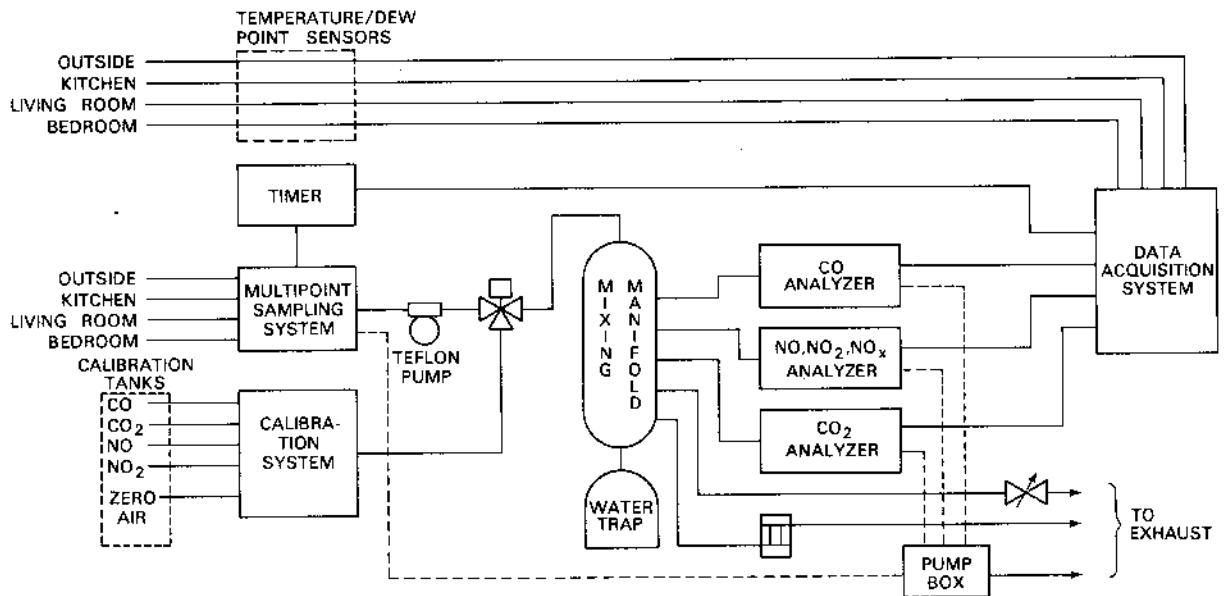 TEMPERATURE/DEW
POINT SENSORS
OUTSIDE
KITCHEN
LIVING ROOM
BEDROOM
TIMER
OUTSIDE
KITCHEN
LIVING ROOM
BEDROOM
MULTIPOINT
SAMPLING
SYSTEM
TEFLON
PUMP
CALIBRATION
TANKS
CO
CO₂
NO
NO₂
ZERO
AIR
CALIBRA-
TION
SYSTEM
MIXING
MANIFOLD
WATER
TRAP
CO
ANALYZER
NO,NO₂,NOₓ
ANALYZER
CO₂
ANALYZER
DATA
ACQUISITION
SYSTEM
PUMP
BOX
TO
EXHAUST